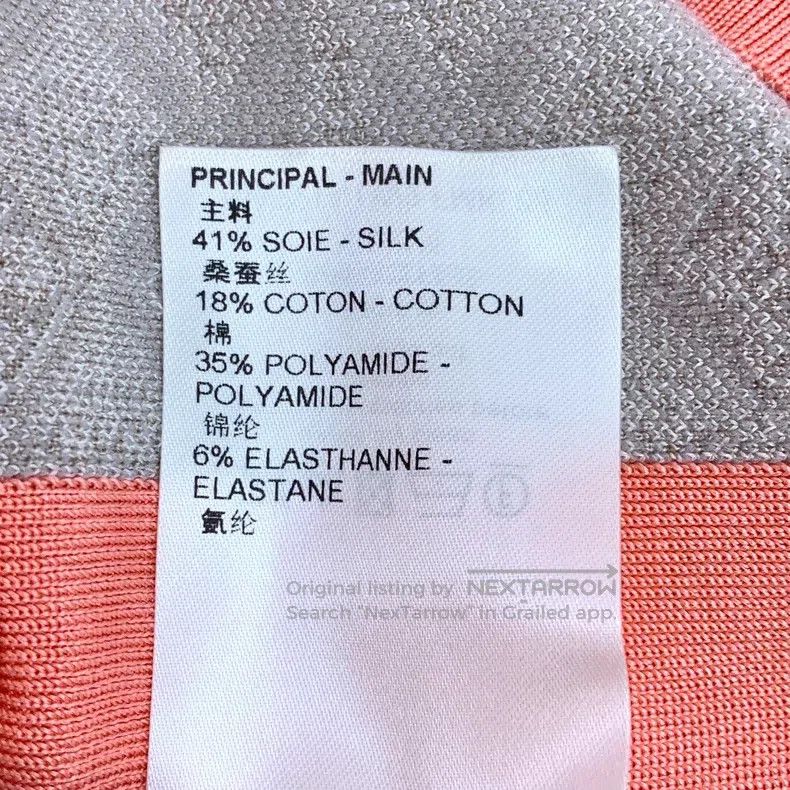 PRINCIPAL - MAIN
主料
41% SOIE - SILK
桑蚕丝
18% COTON - COTTON
棉
35% POLYAMIDE -
POLYAMIDE
锦纶
6% ELASTHANNE -
ELASTANE
氨纶
Original listing by NEXTARROW
Search "NexTarrow" in Grailed app.